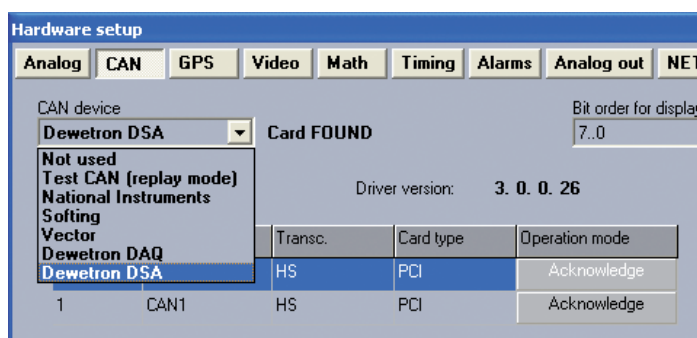 Hardware setup
Analog CAN GPS Video Math Timing Alarms Analog out NET
CAN device
Bit order for display
Dewetron DSA Card FOUND 7..0
Not used
Test CAN (replay mode)
National Instruments
Driver version: 3. 0. 0. 26
Softing
Vector
Dewetron DAQ
Dewetron DSA
Transc. Card type Operation mode
HS PCI Acknowledge
1 CAN1 HS PCI Acknowledge